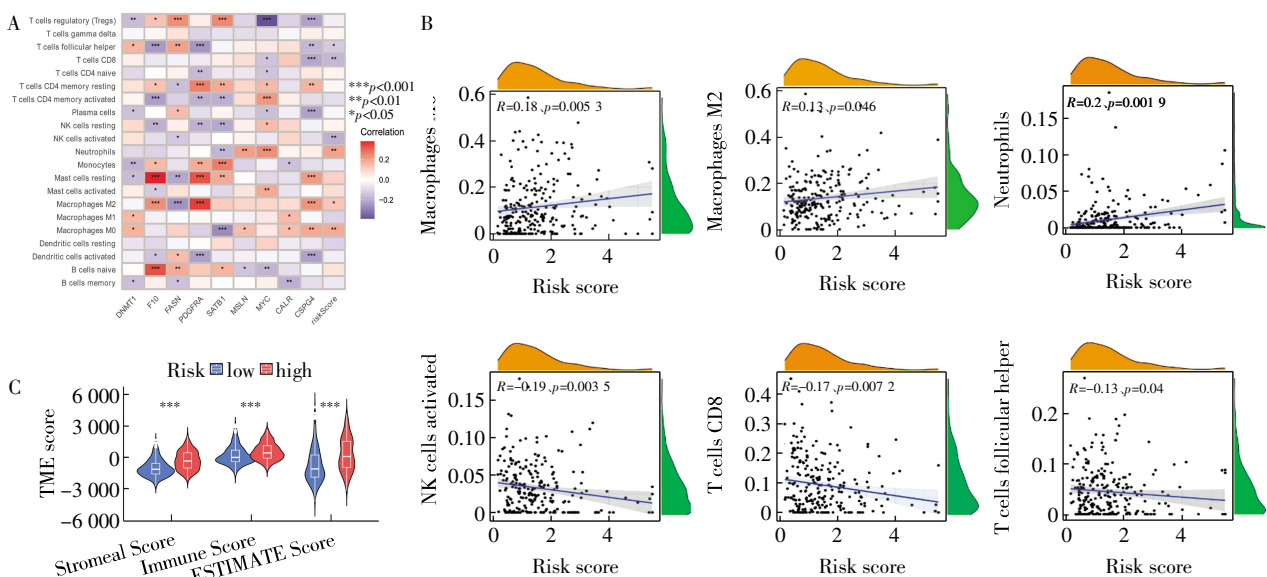 A
T cells regulatory (Tregs)
T cells gamma delta
T cells follicular helper
T cells CD8
T cells CD4 naive
T cells CD4 memory resting
T cells CD4 memory activated
Plasma cells
NK cells resting
NK cells activated
Neutrophils
Monocytes
Mast cells resting
Mast cells activated
Macrophages M2
Macrophages M1
Macrophages M0
Dendritic cells resting
Dendritic cells activated
B cells naive
B cells memory
DNMT1
F10
FASN
PDGFRA
SATB1
MSLN
MYC
CALR
CSPG4
riskScore
***p<0.001
**p<0.01
*p<0.05
Correlation
0.2
0.0
−0.2
B
Macrophages
R=0.18、p=0.005 3
0.6
0.4
0.2
0
0 2 4
Risk score
Macrophages M2
R=0.13、p=0.046
0.6
0.4
0.2
0
0 2 4
Risk score
Neutrophils
R=0.2、p=0.001 9
0.15
0.10
0.05
0
0 2 4
Risk score
NK cells activated
R=−0.19、p=0.003 5
0.15
0.10
0.05
0
0 2 4
Risk score
T cells CD8
R=−0.17、p=0.007 2
0.4
0.3
0.2
0.1
0
0 2 4
Risk score
T cells follicular helper
R=−0.13、p=0.04
0.2
0.1
0
0 2 4
Risk score
C
Risk low high
TME score
6 000
3 000
0
−3 000
−6 000
*** *** ***
Stromeal Score
Immune Score
ESTIMATE Score